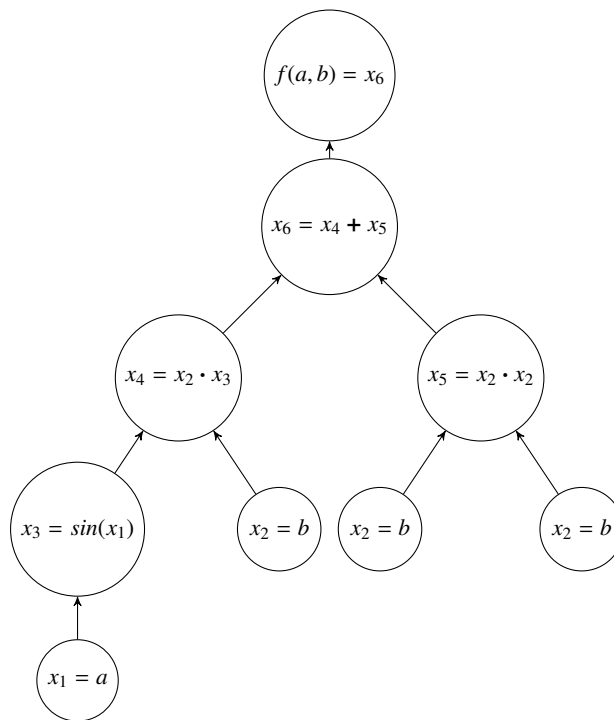 f(a, b) = x₆
x₆ = x₄ + x₅
x₄ = x₂ · x₃
x₅ = x₂ · x₂
x₃ = sin(x₁)
x₂ = b
x₂ = b
x₂ = b
x₁ = a